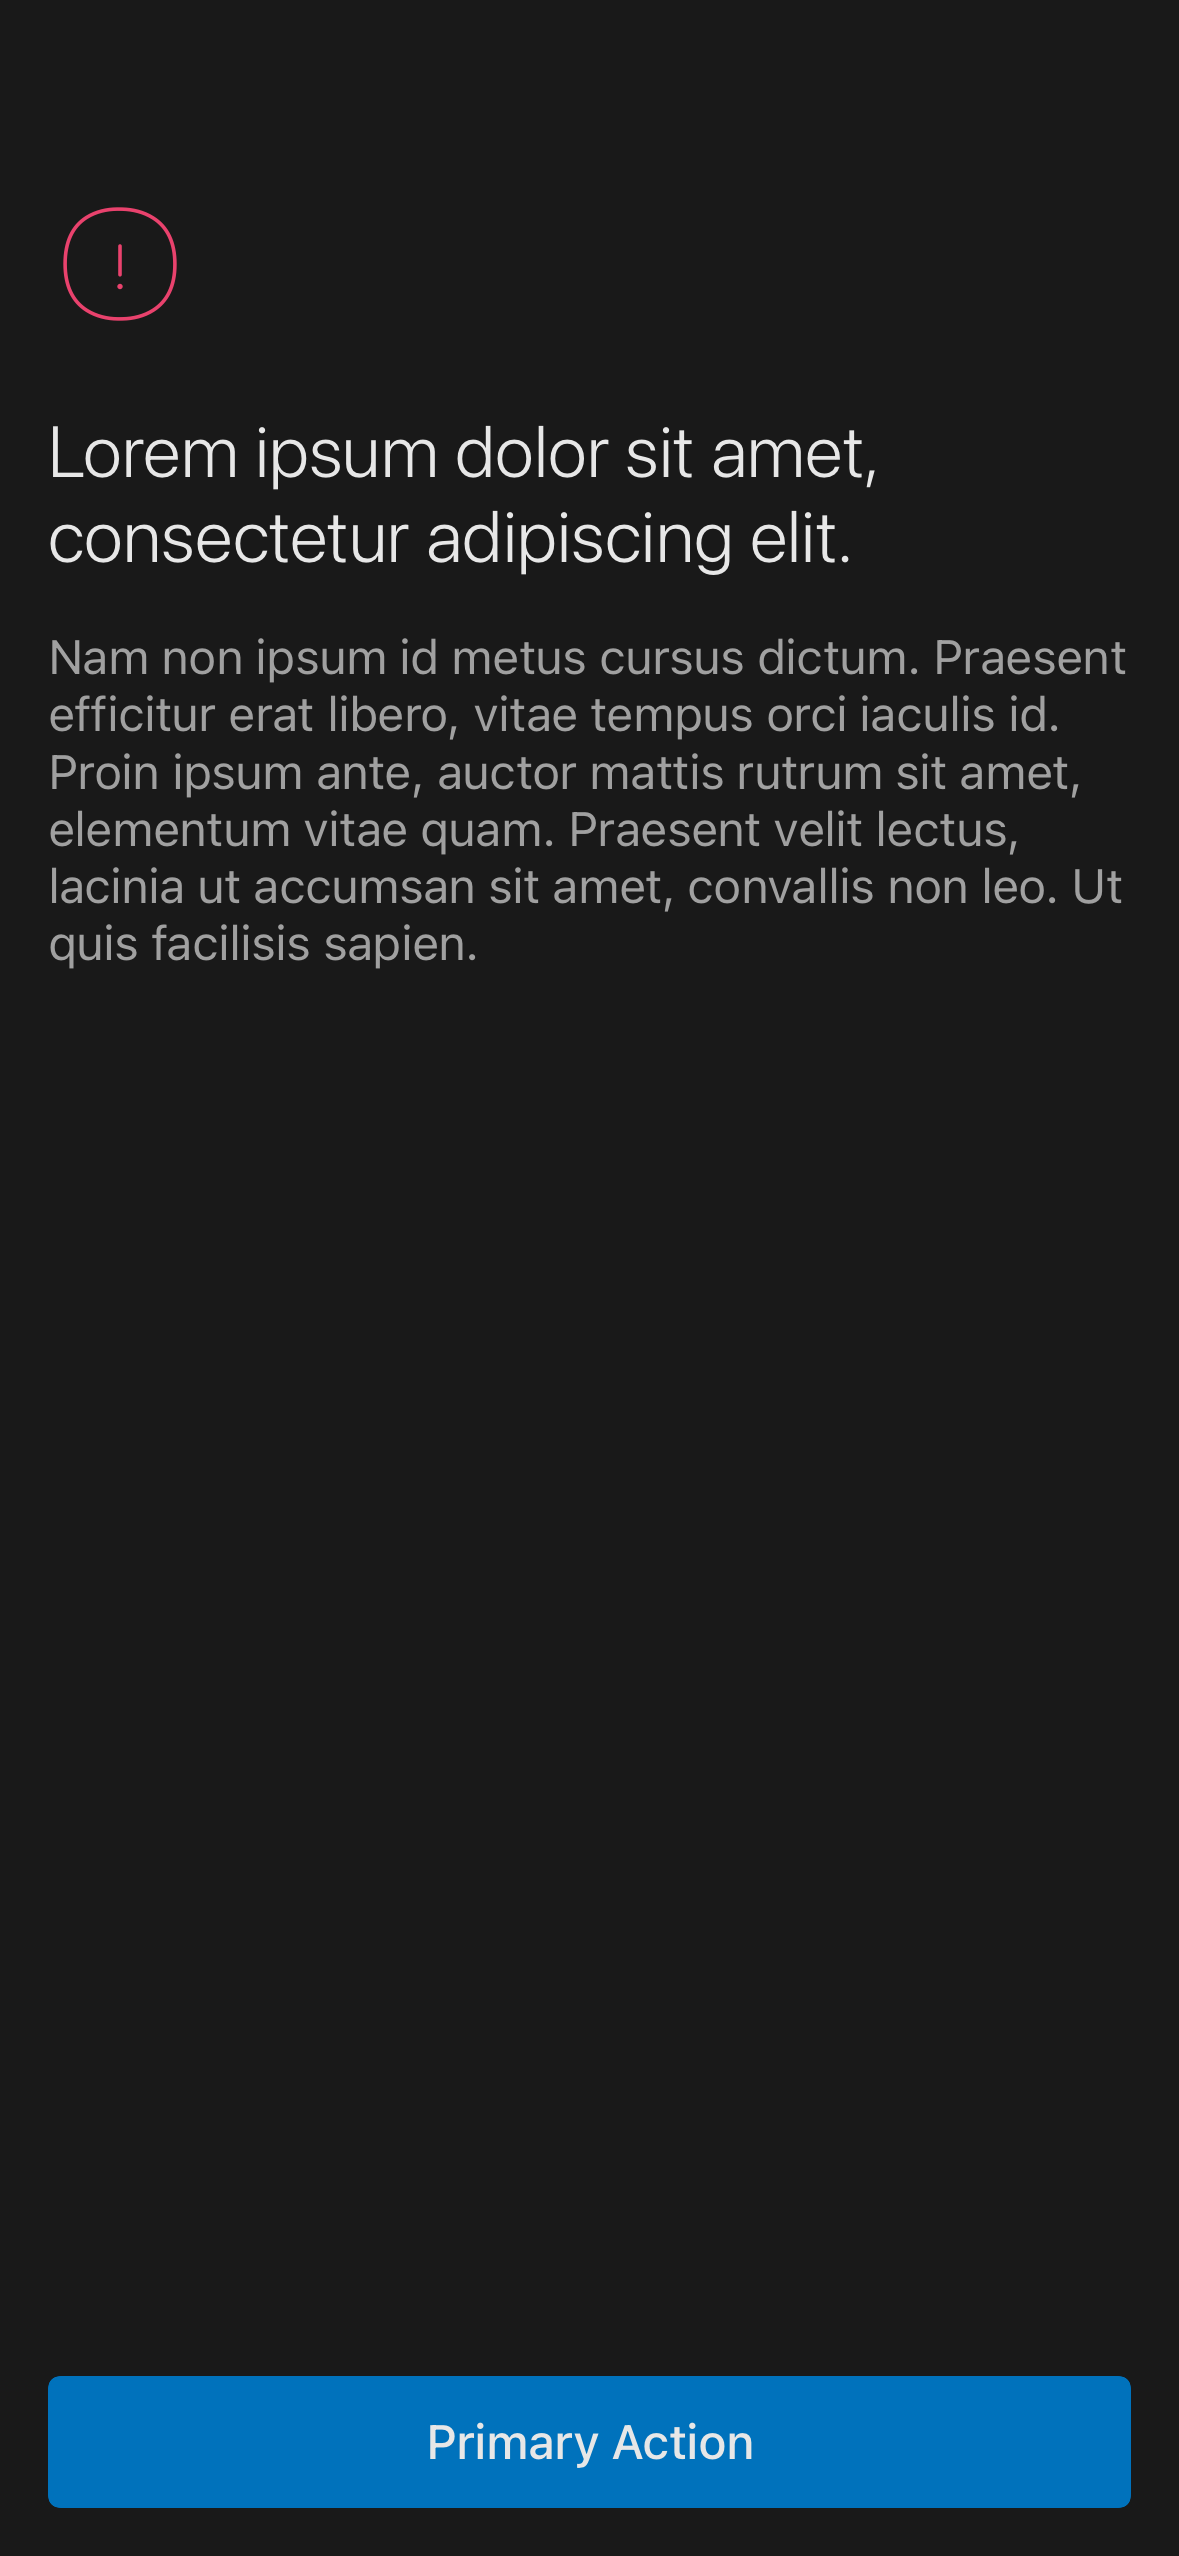 !
Lorem ipsum dolor sit amet,
consectetur adipiscing elit.
Nam non ipsum id metus cursus dictum. Praesent
efficitur erat libero, vitae tempus orci iaculis id.
Proin ipsum ante, auctor mattis rutrum sit amet,
elementum vitae quam. Praesent velit lectus,
lacinia ut accumsan sit amet, convallis non leo. Ut
quis facilisis sapien.
Primary Action